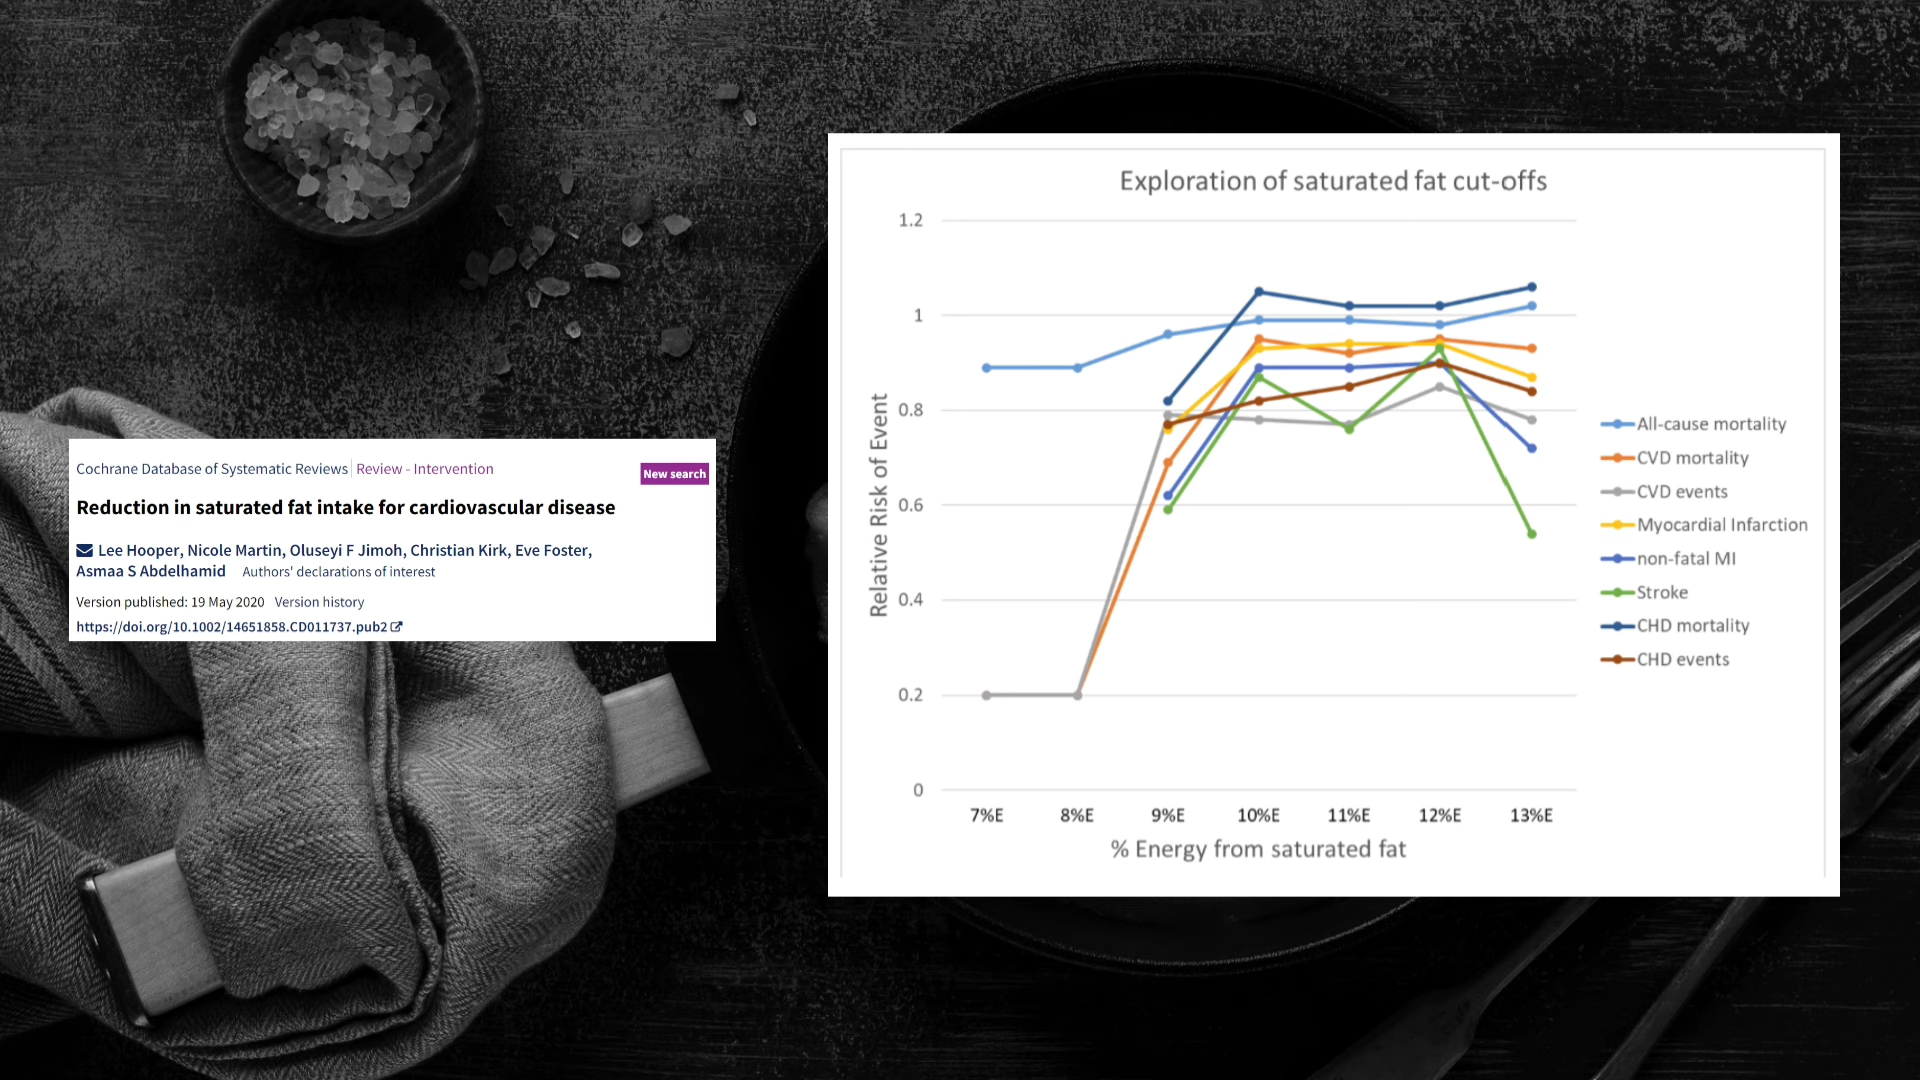 Cochrane Database of Systematic Reviews Review - Intervention
New search
Reduction in saturated fat intake for cardiovascular disease
Lee Hooper, Nicole Martin, Oluseyi F Jimoh, Christian Kirk, Eve Foster,
Asmaa S Abdelhamid Authors' declarations of interest
Version published: 19 May 2020 Version history
https://doi.org/10.1002/14651858.CD011737.pub2
Exploration of saturated fat cut-offs
Relative Risk of Event
1.2
1
0.8
0.6
0.4
0.2
0
7%E 8%E 9%E 10%E 11%E 12%E 13%E
% Energy from saturated fat
All-cause mortality
CVD mortality
CVD events
Myocardial Infarction
non-fatal MI
Stroke
CHD mortality
CHD events